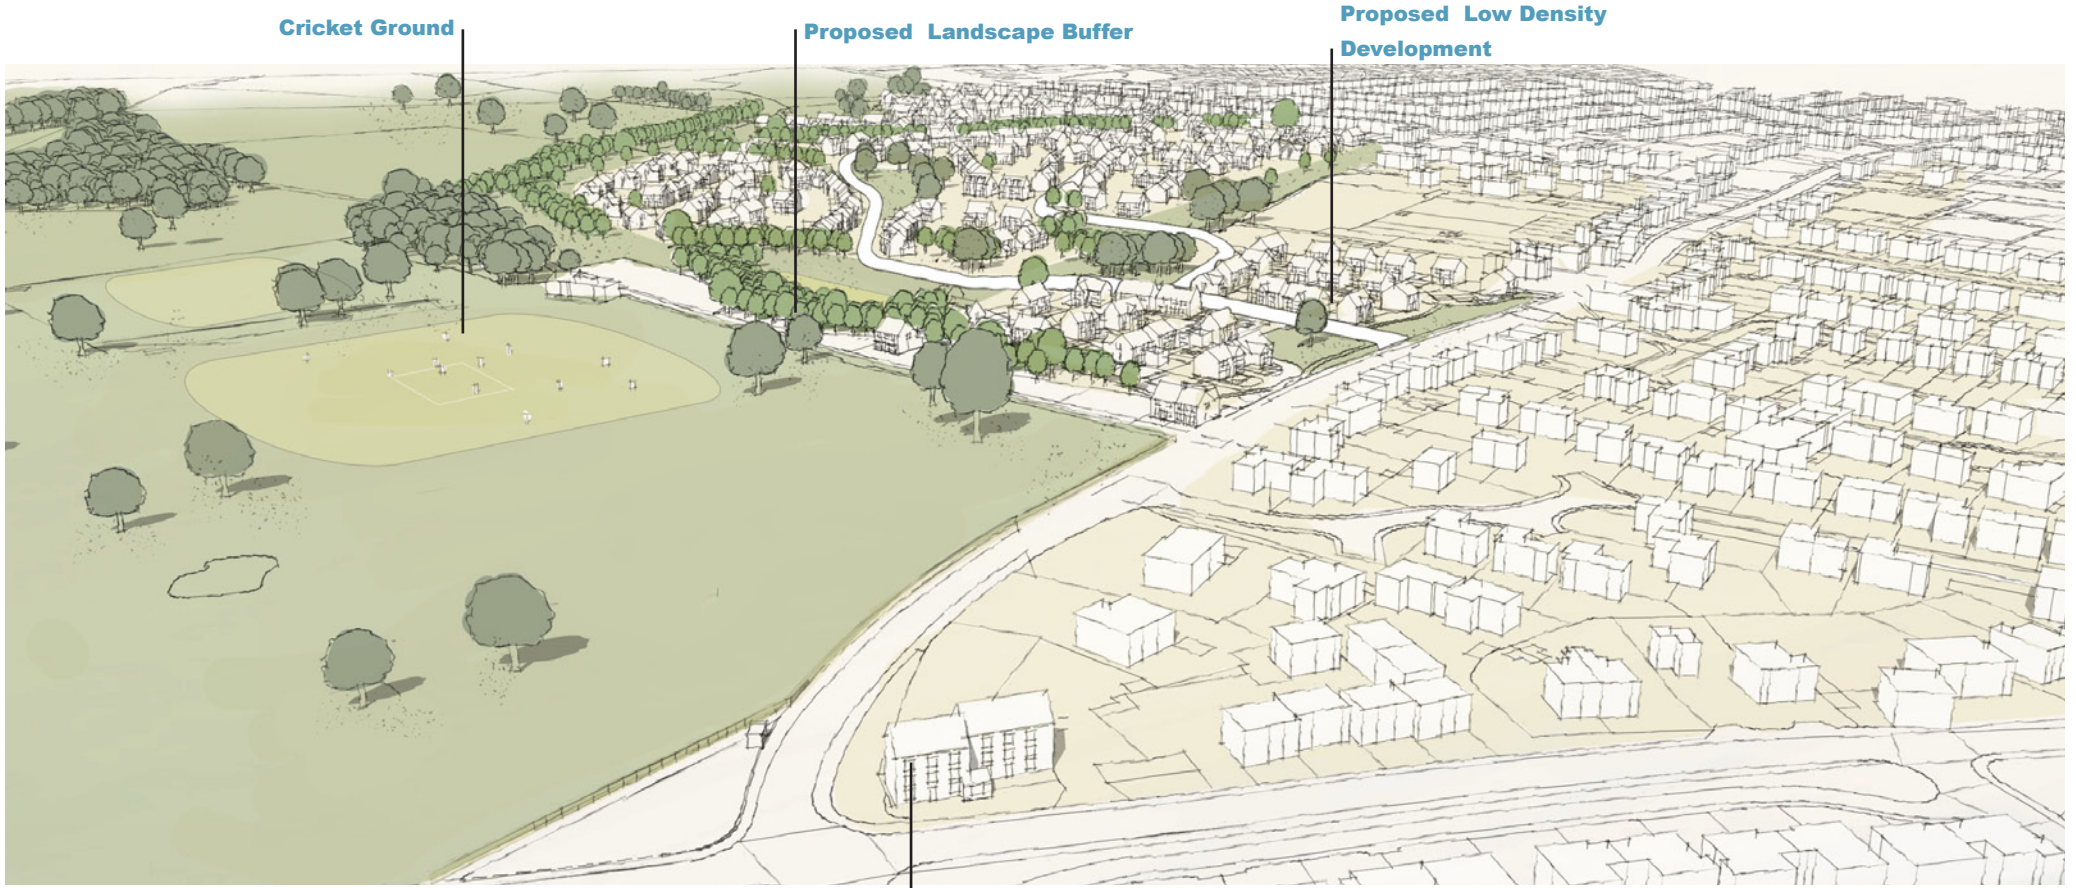 Cricket Ground
Proposed Landscape Buffer
Proposed Low Density
Development